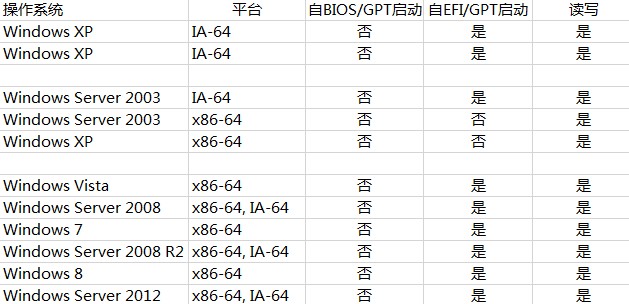 操作系统 平台 自BIOS/GPT启动 自EFI/GPT启动 读写
Windows XP IA-64 否 是 是
Windows XP IA-64 否 是 是
Windows Server 2003 IA-64 否 是 是
Windows Server 2003 x86-64 否 否 是
Windows XP x86-64 否 否 是
Windows Vista x86-64 否 是 是
Windows Server 2008 x86-64, IA-64 否 是 是
Windows 7 x86-64 否 是 是
Windows Server 2008 R2 x86-64, IA-64 否 是 是
Windows 8 x86-64 否 是 是
Windows Server 2012 x86-64, IA-64 否 是 是